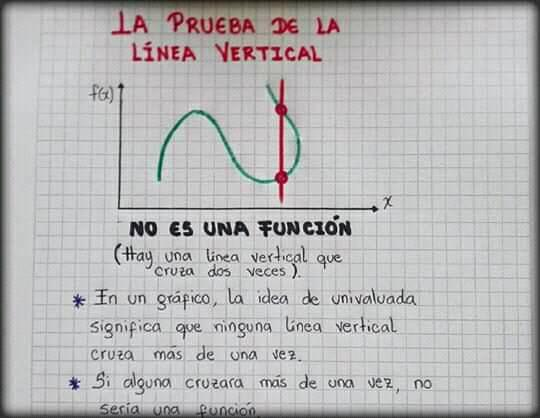 LA PRUEBA DE LA
LÍNEA VERTICAL
f(x)
x
NO ES UNA FUNCIÓN
(Hay una línea vertical que
cruza dos veces).
* En un gráfico, la idea de univaluada
significa que ninguna línea vertical
cruza más de una vez.
* Si alguna cruzara más de una vez, no
sería una función.